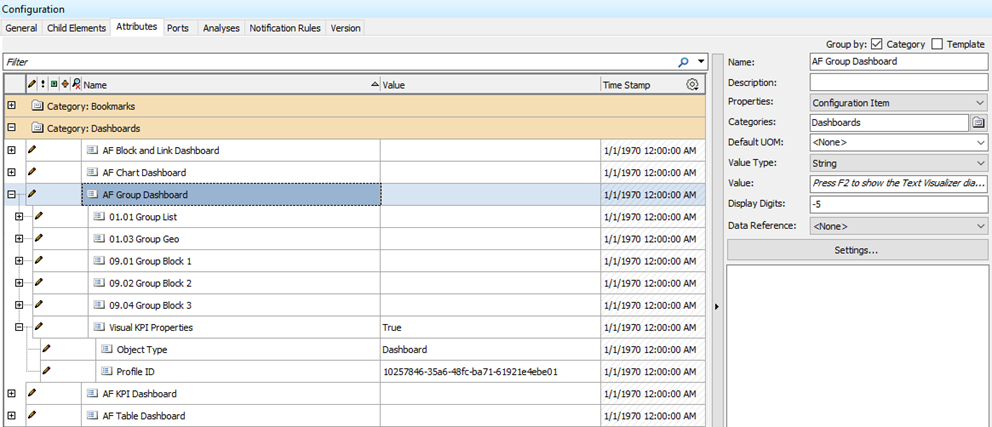 Configuration
General Child Elements Attributes Ports Analyses Notification Rules Version
Group by: Category Template
Filter
Name Value Time Stamp
Category: Bookmarks
Category: Dashboards
AF Block and Link Dashboard 1/1/1970 12:00:00 AM
AF Chart Dashboard 1/1/1970 12:00:00 AM
AF Group Dashboard 1/1/1970 12:00:00 AM
01.01 Group List 1/1/1970 12:00:00 AM
01.03 Group Geo 1/1/1970 12:00:00 AM
09.01 Group Block 1 1/1/1970 12:00:00 AM
09.02 Group Block 2 1/1/1970 12:00:00 AM
09.04 Group Block 3 1/1/1970 12:00:00 AM
Visual KPI Properties True 1/1/1970 12:00:00 AM
Object Type Dashboard 1/1/1970 12:00:00 AM
Profile ID 10257846-35a6-48fc-ba71-61921e4ebe01 1/1/1970 12:00:00 AM
AF KPI Dashboard 1/1/1970 12:00:00 AM
AF Table Dashboard 1/1/1970 12:00:00 AM
Name: AF Group Dashboard
Description:
Properties: Configuration Item
Categories: Dashboards
Default UOM: <None>
Value Type: String
Value: Press F2 to show the Text Visualizer dia...
Display Digits: -5
Data Reference: <None>
Settings...